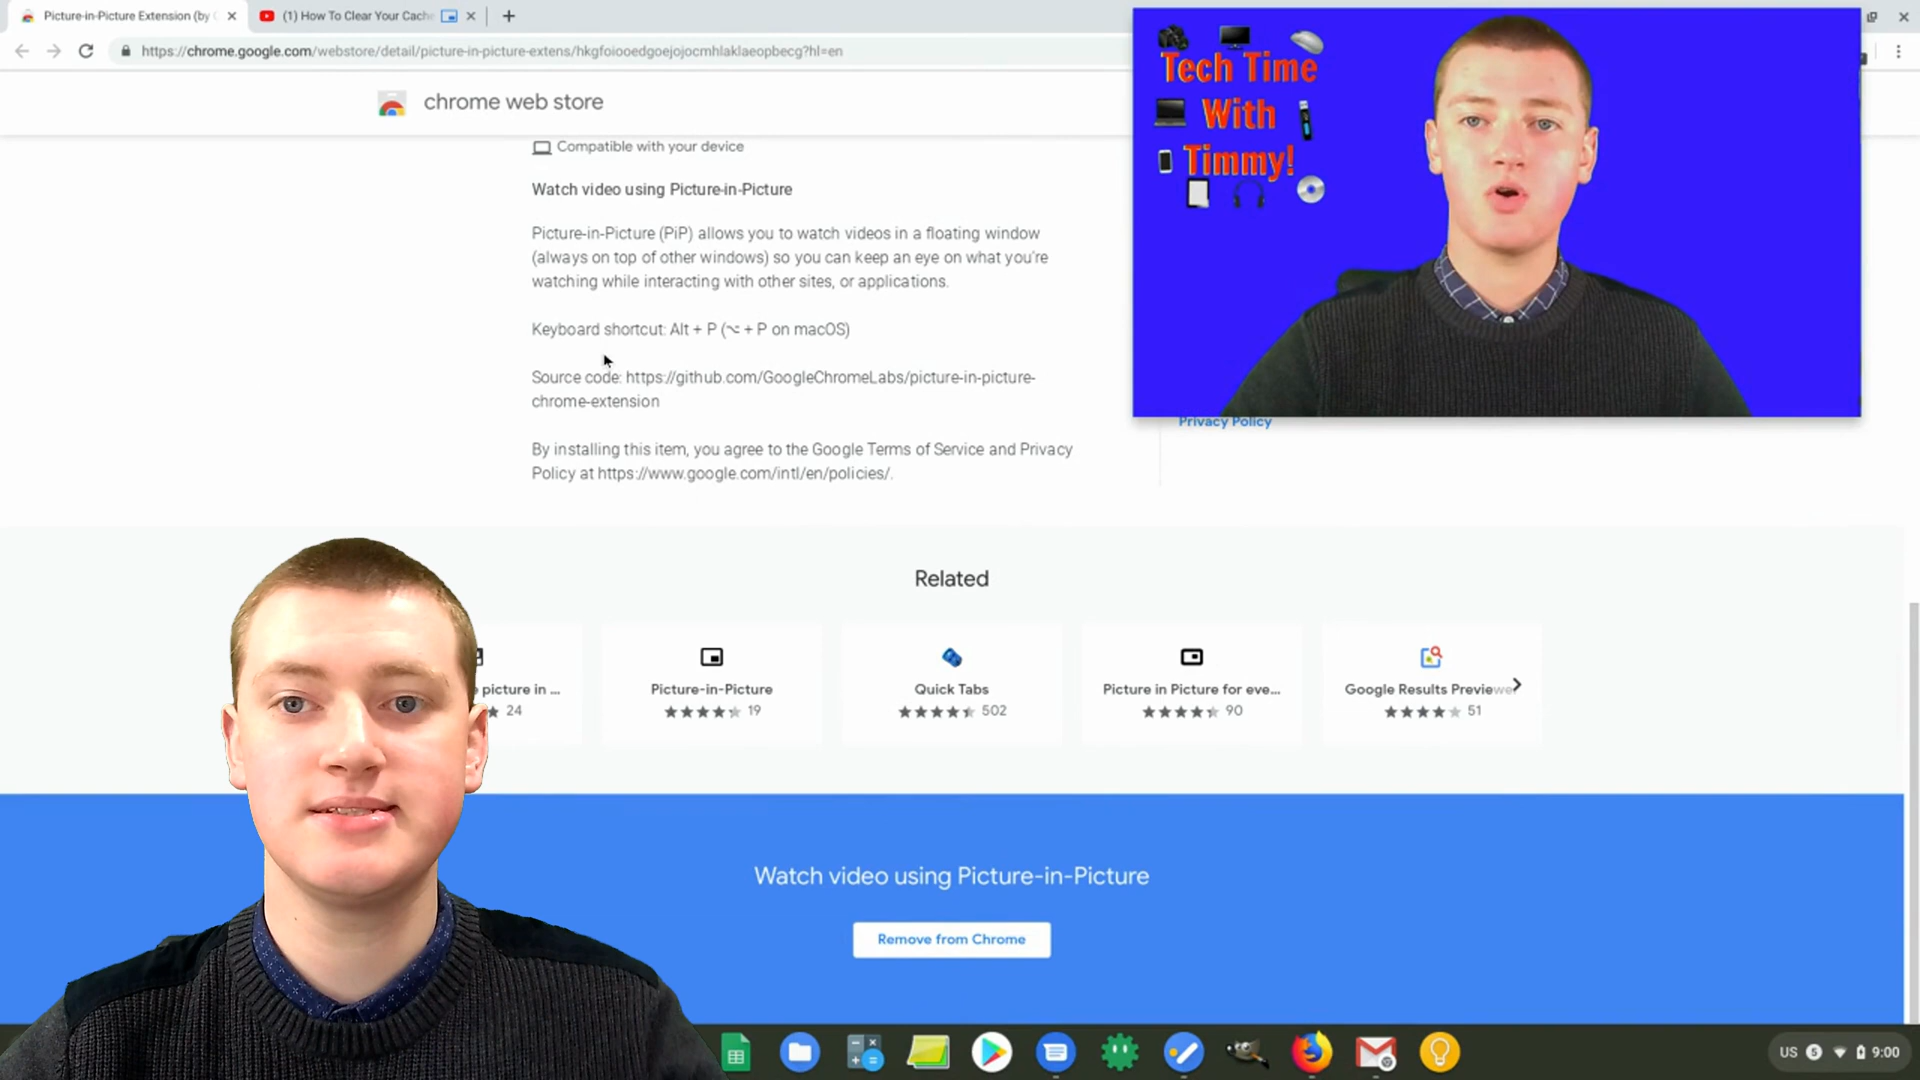 Picture-in-Picture Extension (by
(1) How To Clear Your Cache
https://chrome.google.com/webstore/detail/picture-in-picture-extens/hkgfoiooedgoejojocmhlaklaeopbecg?hl=en
chrome web store
Compatible with your device
Watch video using Picture-in-Picture
Picture-in-Picture (PiP) allows you to watch videos in a floating window
(always on top of other windows) so you can keep an eye on what you're
watching while interacting with other sites, or applications.
Keyboard shortcut: Alt + P (⌥ + P on macOS)
Source code: https://github.com/GoogleChromeLabs/picture-in-picture-
chrome-extension
By installing this item, you agree to the Google Terms of Service and Privacy
Policy at https://www.google.com/intl/en/policies/.
Tech Time
With
Timmy!
Privacy Policy
Related
picture in ...
24
Picture-in-Picture
19
Quick Tabs
502
Picture in Picture for eve...
90
Google Results Previewe
51
Watch video using Picture-in-Picture
Remove from Chrome
US 5 9:00